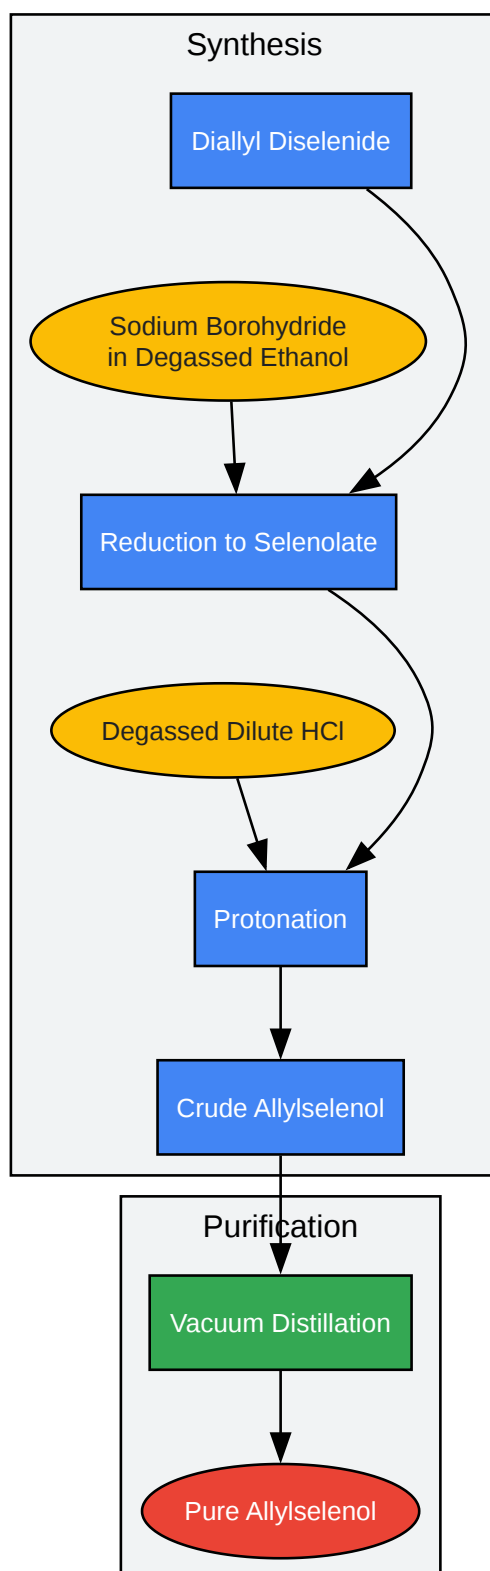 Synthesis
Diallyl Diselenide
Sodium Borohydride
in Degassed Ethanol
Reduction to Selenolate
Degassed Dilute HCl
Protonation
Crude Allylselenol
Purification
Vacuum Distillation
Pure Allylselenol